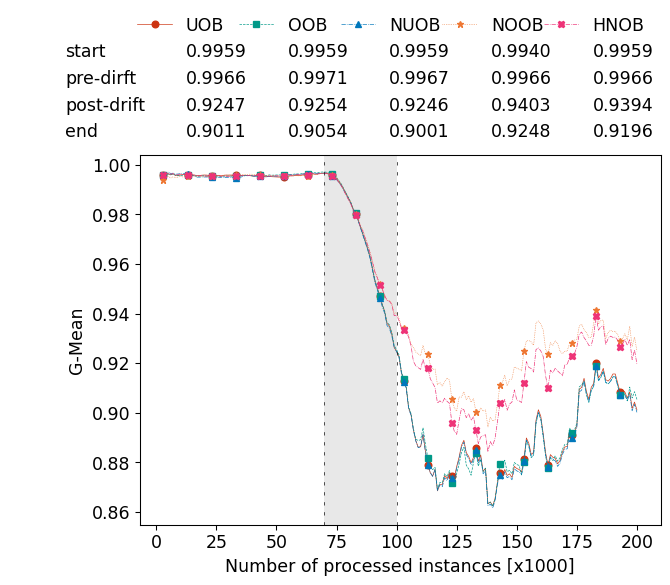 UOB OOB NUOB NOOB HNOB
start 0.9959 0.9959 0.9959 0.9940 0.9959
pre-dirft 0.9966 0.9971 0.9967 0.9966 0.9966
post-drift 0.9247 0.9254 0.9246 0.9403 0.9394
end 0.9011 0.9054 0.9001 0.9248 0.9196
1.00
0.98
0.96
0.94
0.92
0.90
0.88
0.86
G-Mean
0 25 50 75 100 125 150 175 200
Number of processed instances [x1000]